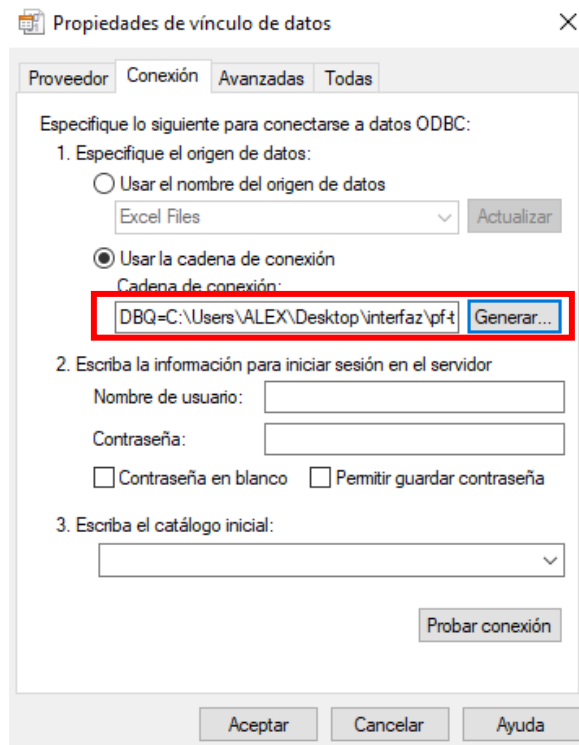 Propiedades de vínculo de datos
Proveedor Conexión Avanzadas Todas
Especifique lo siguiente para conectarse a datos ODBC:
1. Especifique el origen de datos:
Usar el nombre del origen de datos
Excel Files Actualizar
Usar la cadena de conexión
Cadena de conexión:
DBQ=C:\Users\ALEX\Desktop\interfaz\pf-t Generar...
2. Escriba la información para iniciar sesión en el servidor
Nombre de usuario:
Contraseña:
Contraseña en blanco Permitir guardar contraseña
3. Escriba el catálogo inicial:
Probar conexión
Aceptar Cancelar Ayuda